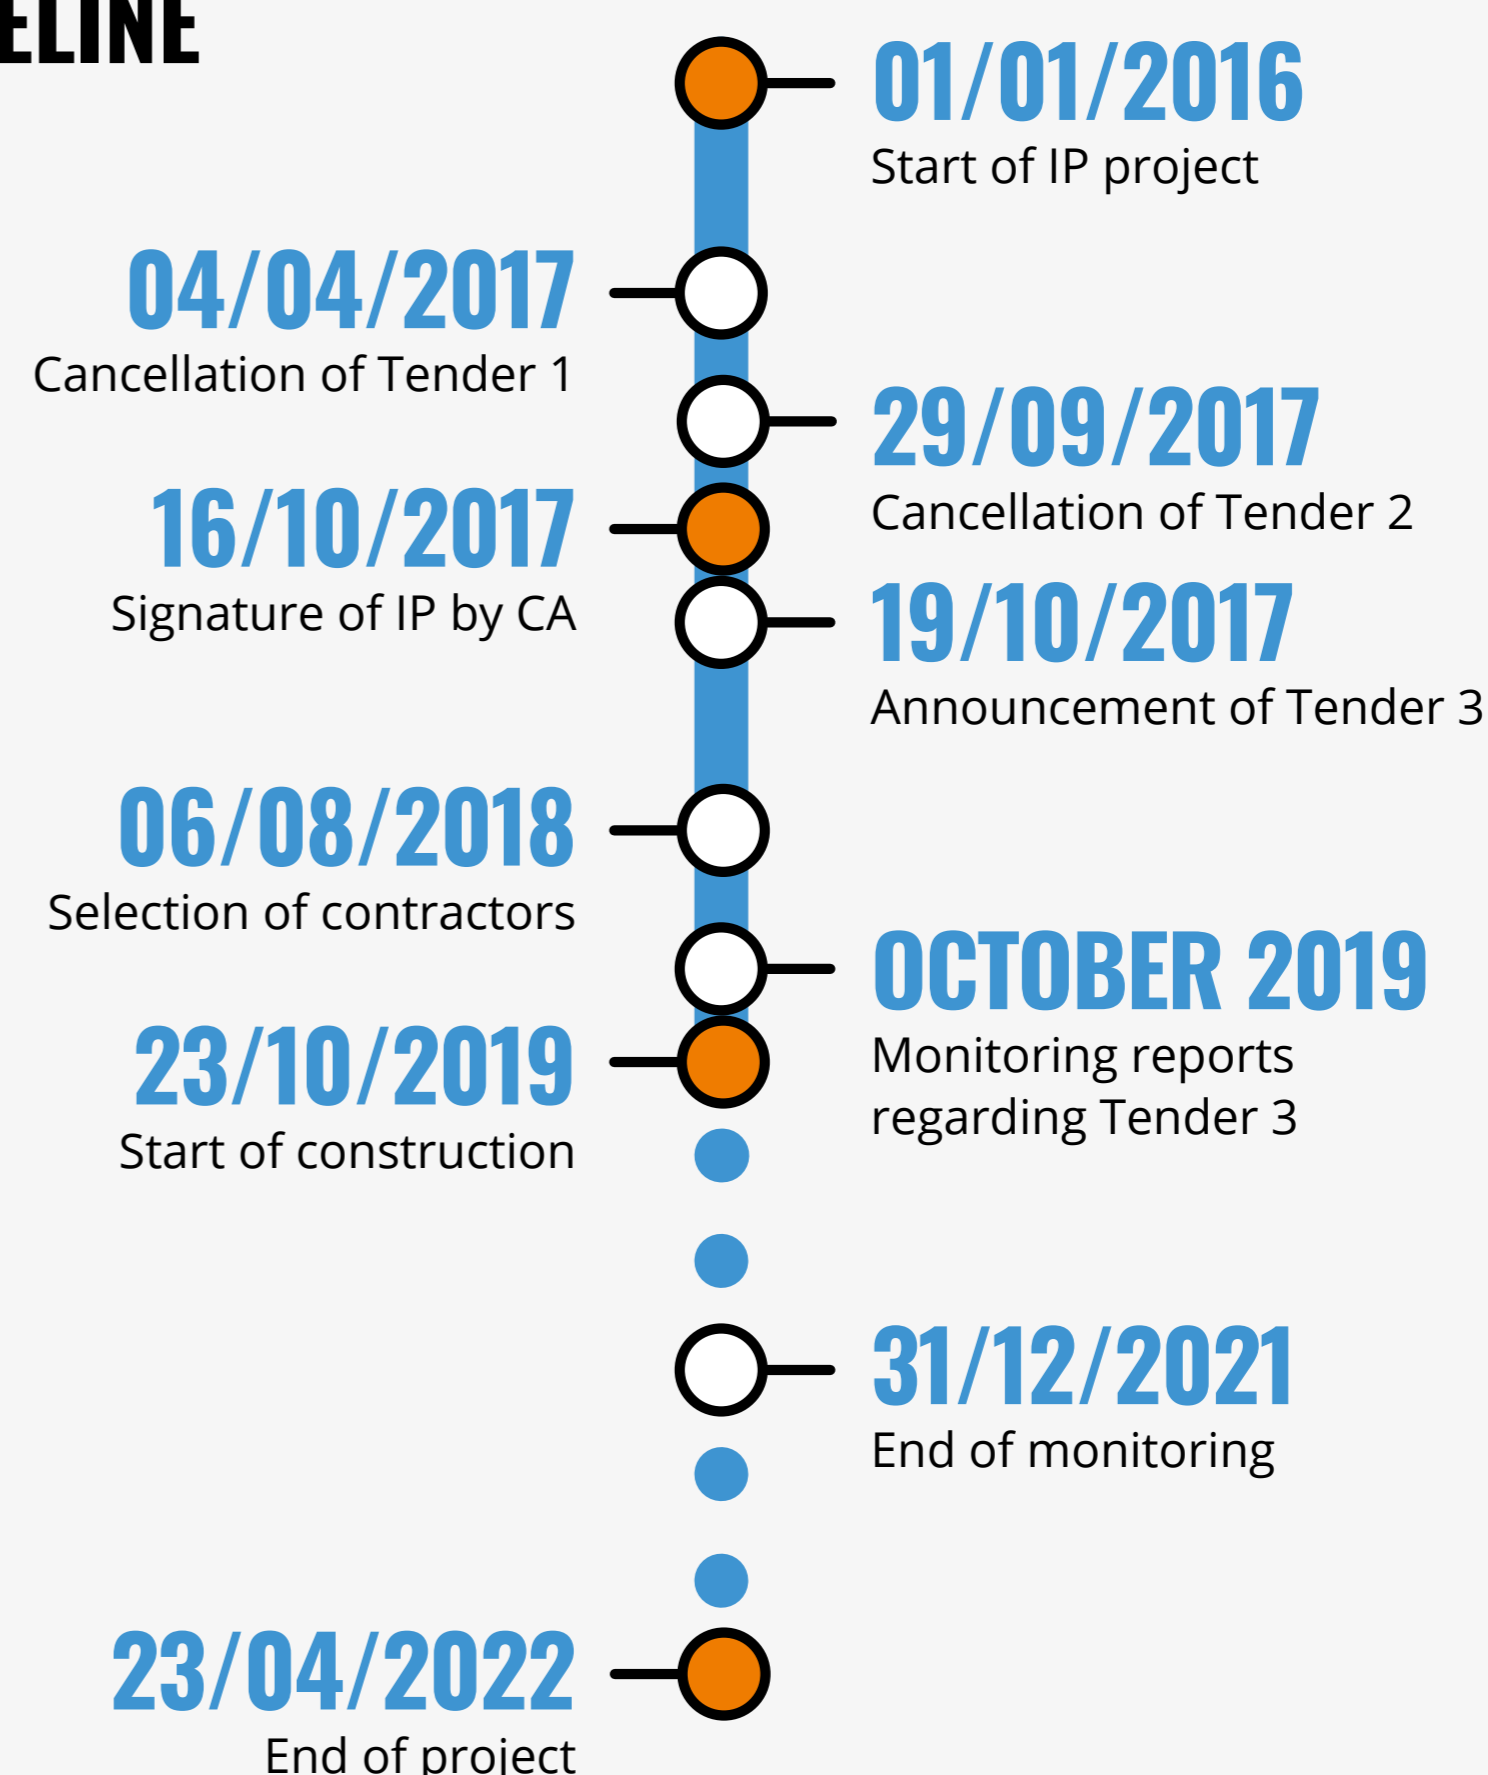 ELINE
01/01/2016
Start of IP project
04/04/2017
Cancellation of Tender 1
29/09/2017
Cancellation of Tender 2
16/10/2017
Signature of IP by CA
19/10/2017
Announcement of Tender 3
06/08/2018
Selection of contractors
OCTOBER 2019
Monitoring reports
regarding Tender 3
23/10/2019
Start of construction
31/12/2021
End of monitoring
23/04/2022
End of project